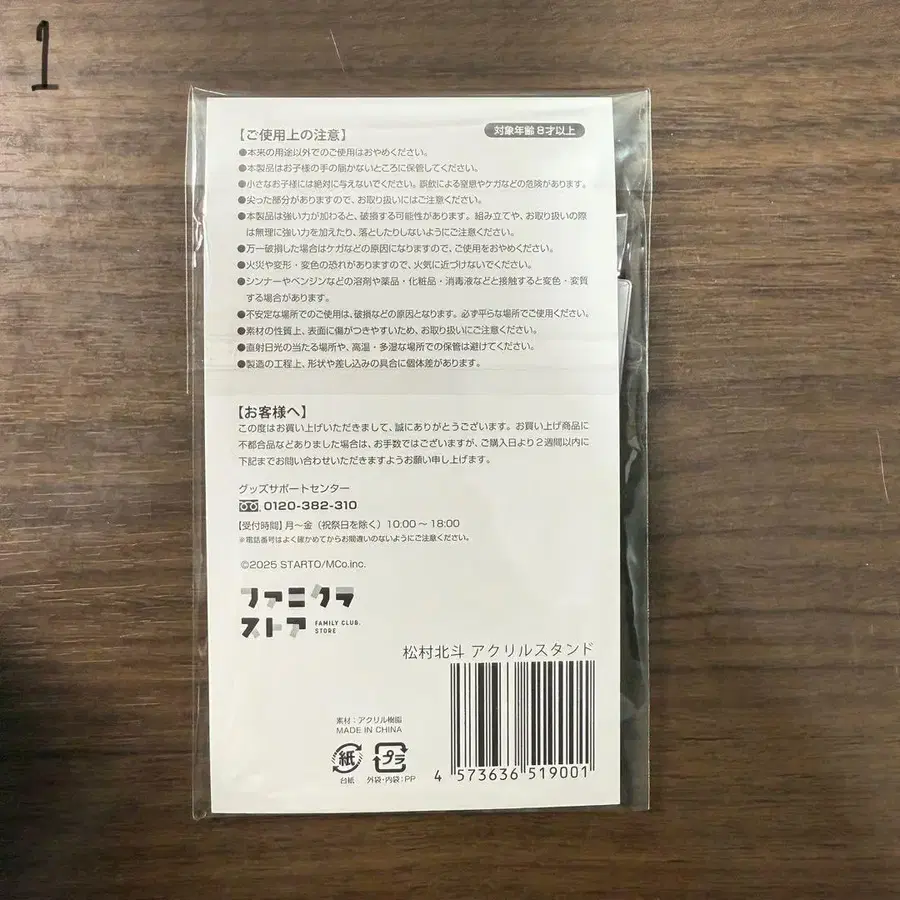 1
【ご使用上の注意】
対象年齢8才以上
●本来の用途以外でのご使用はおやめください。
●本製品はお子様の手の届かないところに保管してください。
●小さなお子様には絶対に与えないでください。誤飲による窒息やケガなどの危険があります。
●尖った部分がありますので、お取り扱いにはご注意ください。
●本製品は強い力が加わると、破損する可能性があります。組み立てや、お取り扱いの際
は無理に強い力を加えたり、落としたりしないようにご注意ください。
●万一破損した場合はケガなどの原因になりますので、ご使用をおやめください。
●火災や変形・変色の恐れがありますので、火気に近づけないでください。
●シンナーやベンジンなどの溶剤や薬品・化粧品・消毒液などと接触すると変色・変質
する場合があります。
●不安定な場所でのご使用は、破損などの原因となります。必ず平らな場所でご使用ください。
●素材の性質上、表面に傷がつきやすいため、お取り扱いにご注意ください。
●直射日光の当たる場所や、高温・多湿な場所での保管は避けてください。
●製造の工程上、形状や差し込みの具合に個体差があります。
【お客様へ】
この度はお買い上げいただきまして、誠にありがとうございます。お買い上げ商品に
不都合品などありました場合は、お手数ではございますが、ご購入日より2週間以内に
下記までお問い合わせいただきますようお願い申し上げます。
グッズサポートセンター
0120-382-310
【受付時間】月〜金（祝祭日を除く）10:00〜18:00
※電話番号はよく確かめてからお間違いのないようにご注意ください。
©2025 STARTO/MCo.inc.
ファミクラ
ストア
FAMILY CLUB.
STORE
松村北斗 アクリルスタンド
素材：アクリル樹脂
MADE IN CHINA
紙
プラ
台紙
外袋・内袋:PP
4 573636 519001